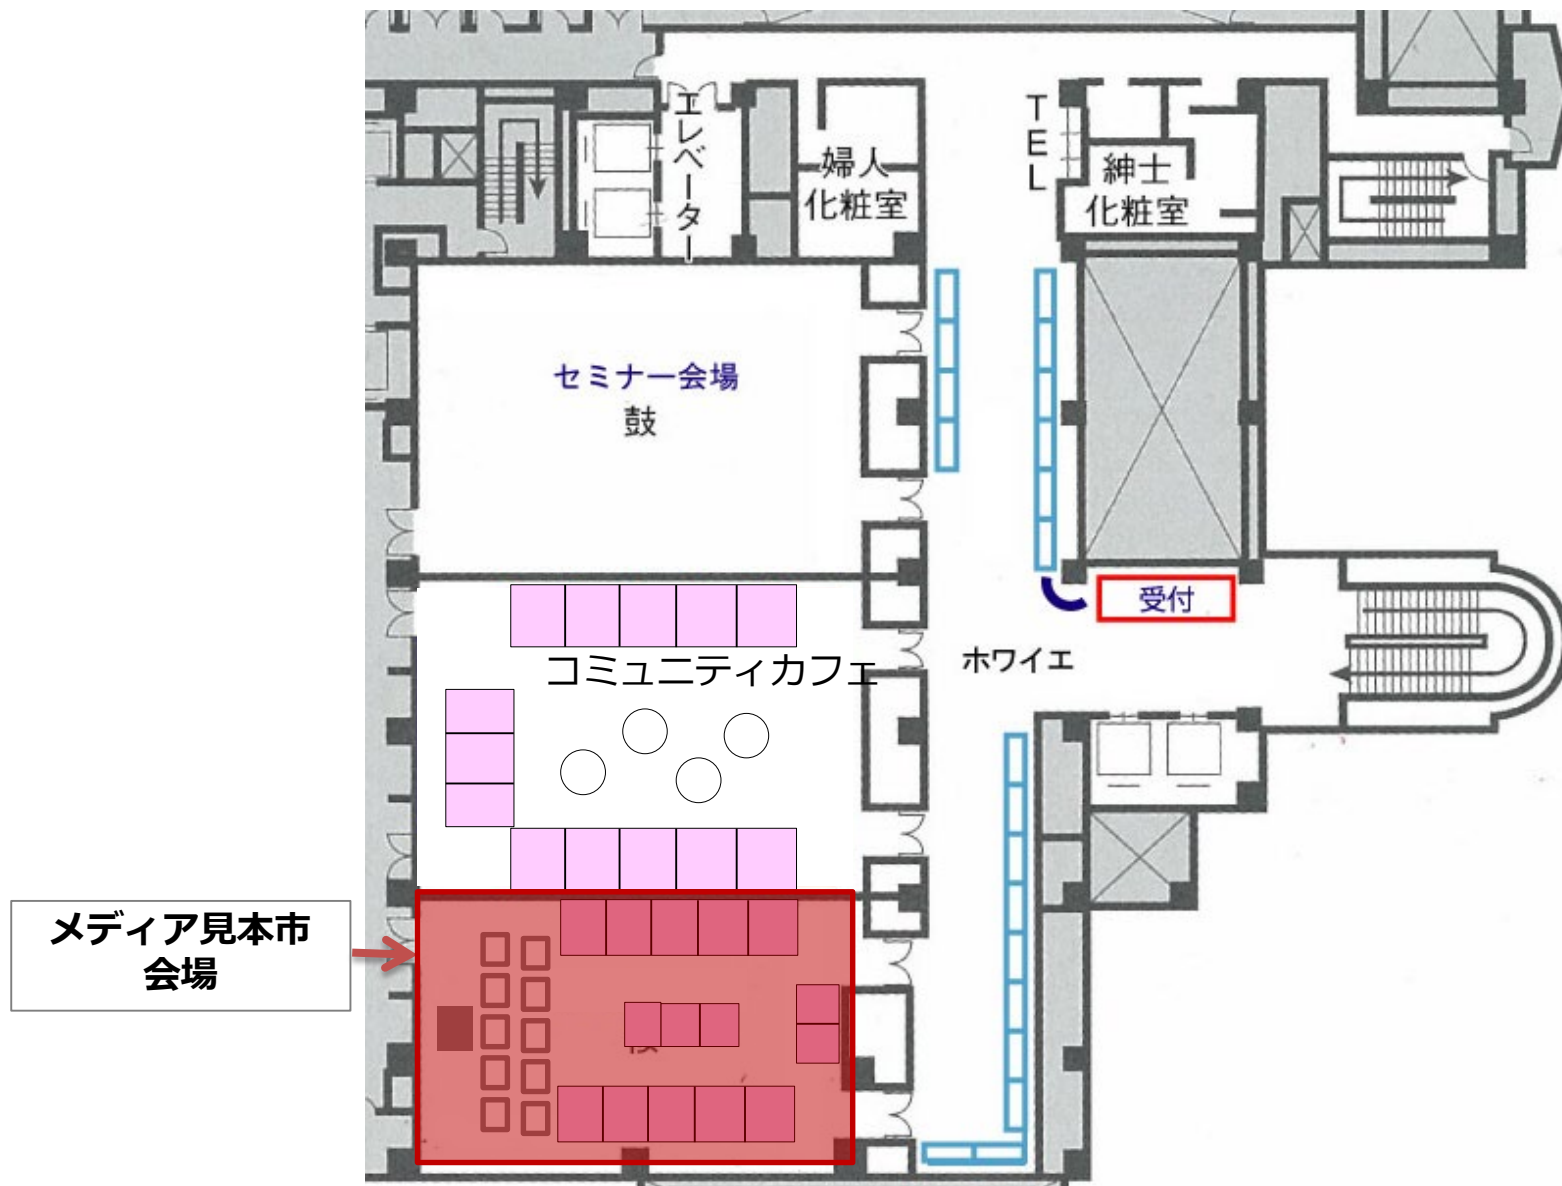 エレベーター
婦人
化粧室
TEL
紳士
化粧室
セミナー会場
鼓
受付
コミュニティカフェ
ホワイエ
メディア見本市
会場